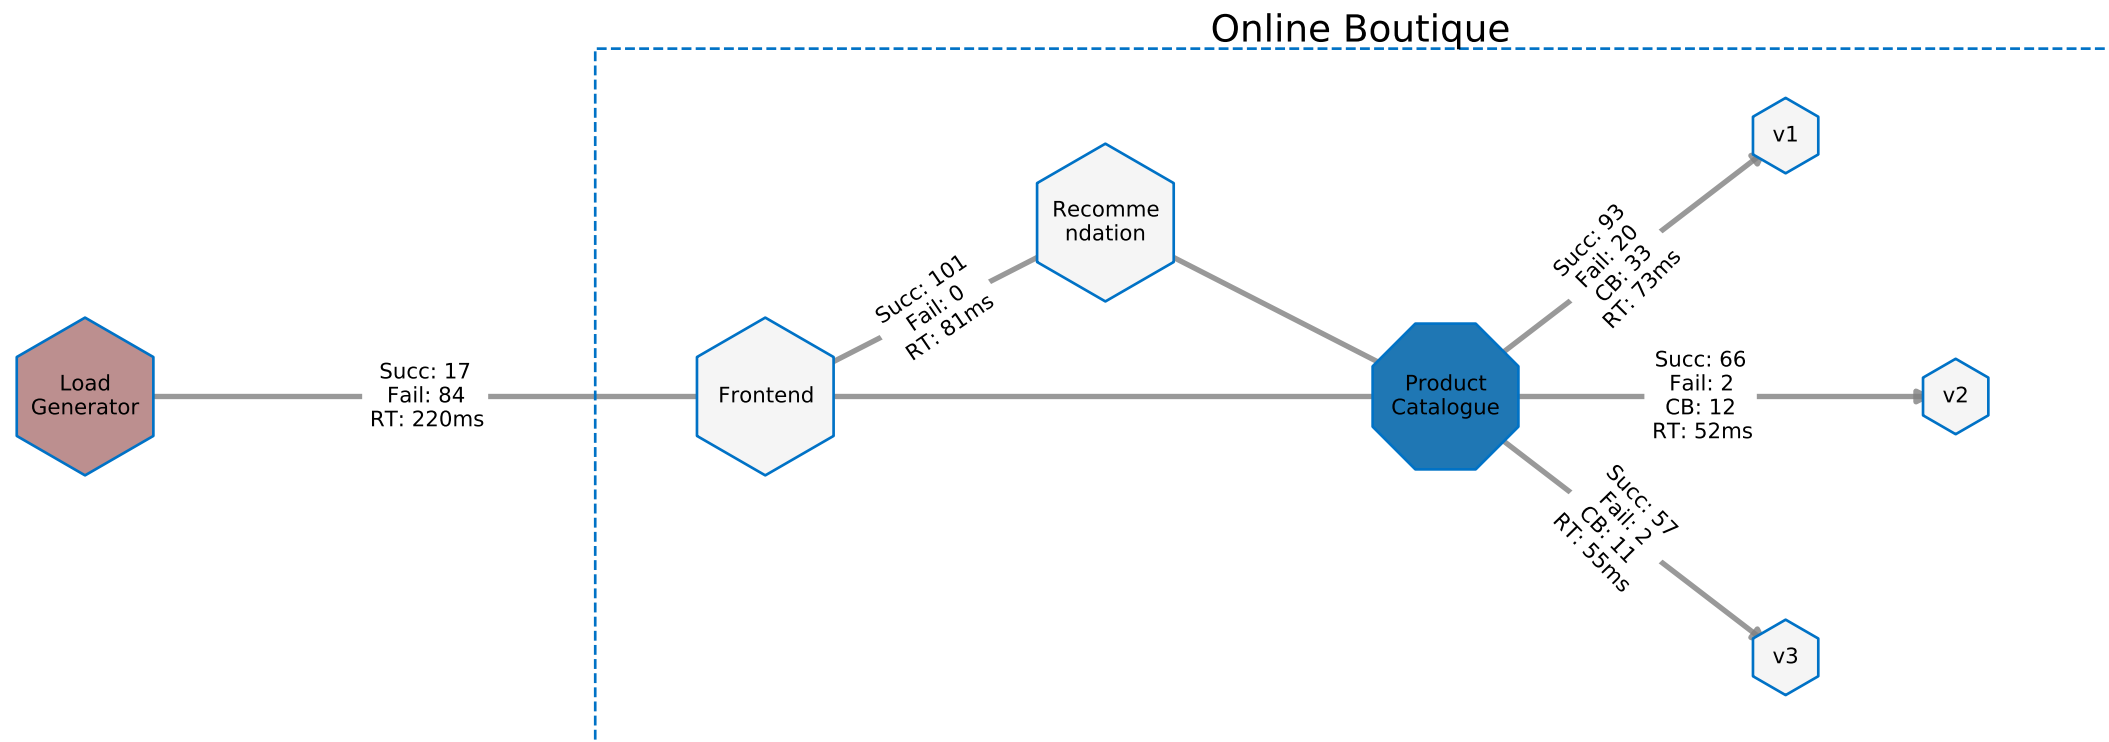 Online Boutique
Load
Generator
Succ: 17
Fail: 84
RT: 220ms
Frontend
Succ: 101
Fail: 0
RT: 81ms
Recomme
ndation
Product
Catalogue
Succ: 93
Fail: 20
CB: 33
RT: 73ms
v1
Succ: 66
Fail: 2
CB: 12
RT: 52ms
v2
Succ: 57
Fail: 2
CB: 11
RT: 55ms
v3